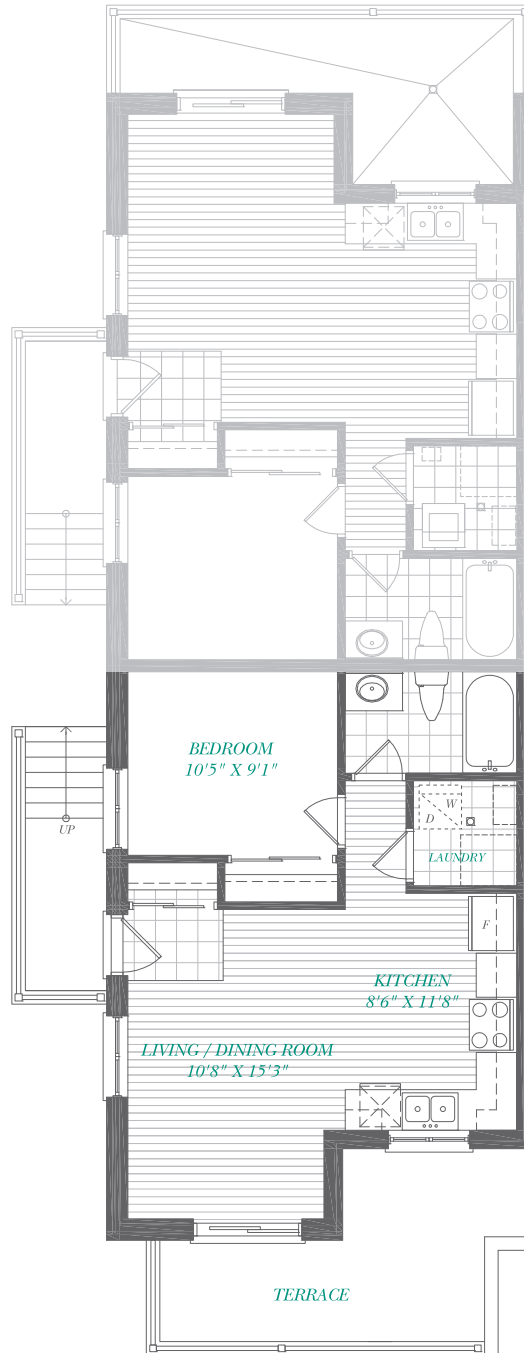 BEDROOM
10'5" X 9'1"
UP
W
D
LAUNDRY
F
KITCHEN
8'6" X 11'8"
LIVING / DINING ROOM
10'8" X 15'3"
TERRACE